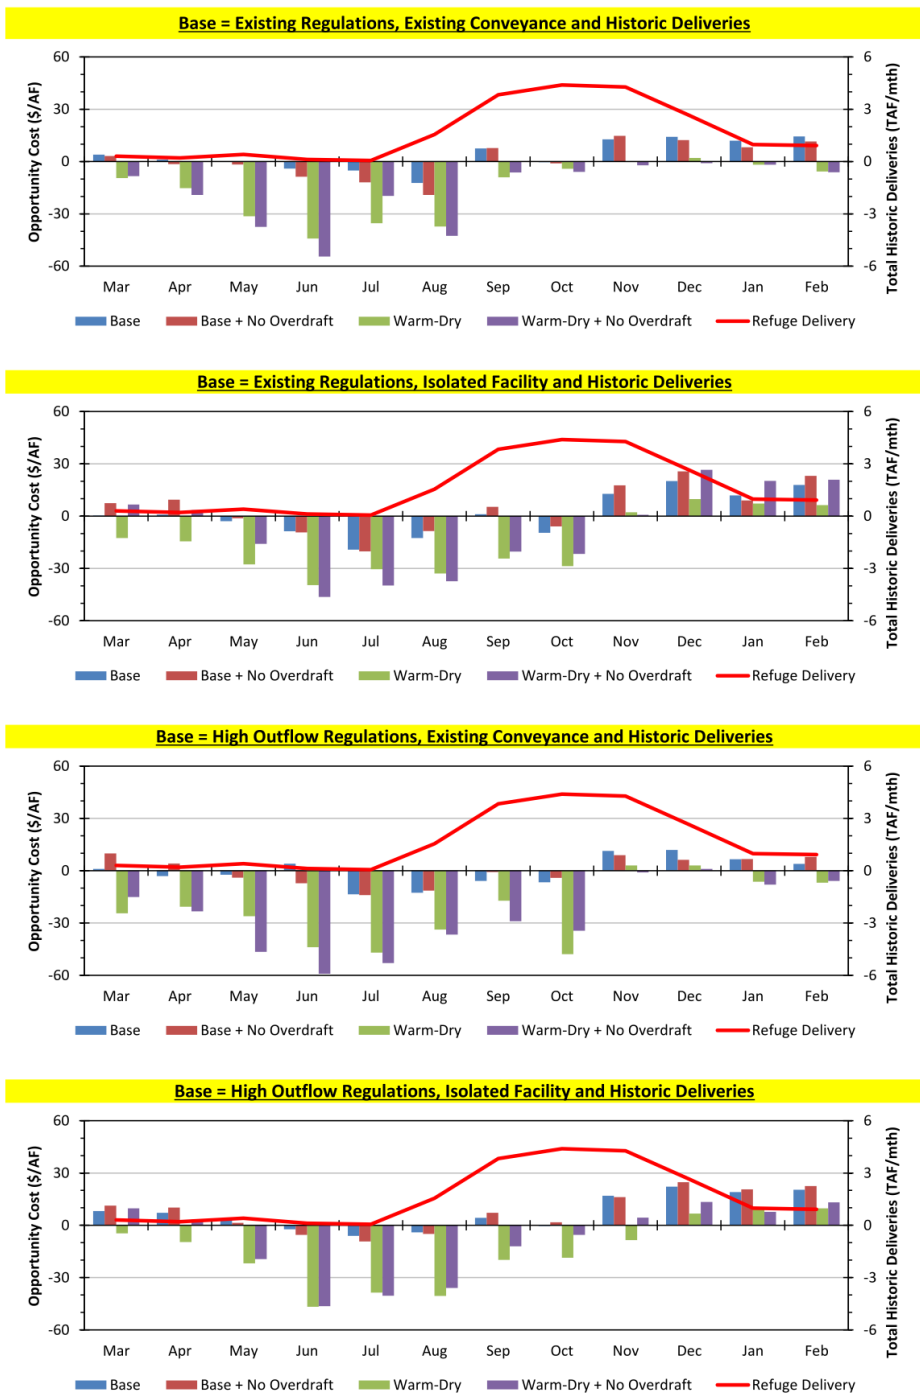 Base = Existing Regulations, Existing Conveyance and Historic Deliveries
Opportunity Cost ($/AF)
60
30
0
-30
-60
6
3
0
-3
-6
Total Historic Deliveries (TAF/mth)
Mar Apr May Jun Jul Aug Sep Oct Nov Dec Jan Feb
Base Base + No Overdraft Warm-Dry Warm-Dry + No Overdraft Refuge Delivery
Base = Existing Regulations, Isolated Facility and Historic Deliveries
Opportunity Cost ($/AF)
60
30
0
-30
-60
6
3
0
-3
-6
Total Historic Deliveries (TAF/mth)
Mar Apr May Jun Jul Aug Sep Oct Nov Dec Jan Feb
Base Base + No Overdraft Warm-Dry Warm-Dry + No Overdraft Refuge Delivery
Base = High Outflow Regulations, Existing Conveyance and Historic Deliveries
Opportunity Cost ($/AF)
60
30
0
-30
-60
6
3
0
-3
-6
Total Historic Deliveries (TAF/mth)
Mar Apr May Jun Jul Aug Sep Oct Nov Dec Jan Feb
Base Base + No Overdraft Warm-Dry Warm-Dry + No Overdraft Refuge Delivery
Base = High Outflow Regulations, Isolated Facility and Historic Deliveries
Opportunity Cost ($/AF)
60
30
0
-30
-60
6
3
0
-3
-6
Total Historic Deliveries (TAF/mth)
Mar Apr May Jun Jul Aug Sep Oct Nov Dec Jan Feb
Base Base + No Overdraft Warm-Dry Warm-Dry + No Overdraft Refuge Delivery